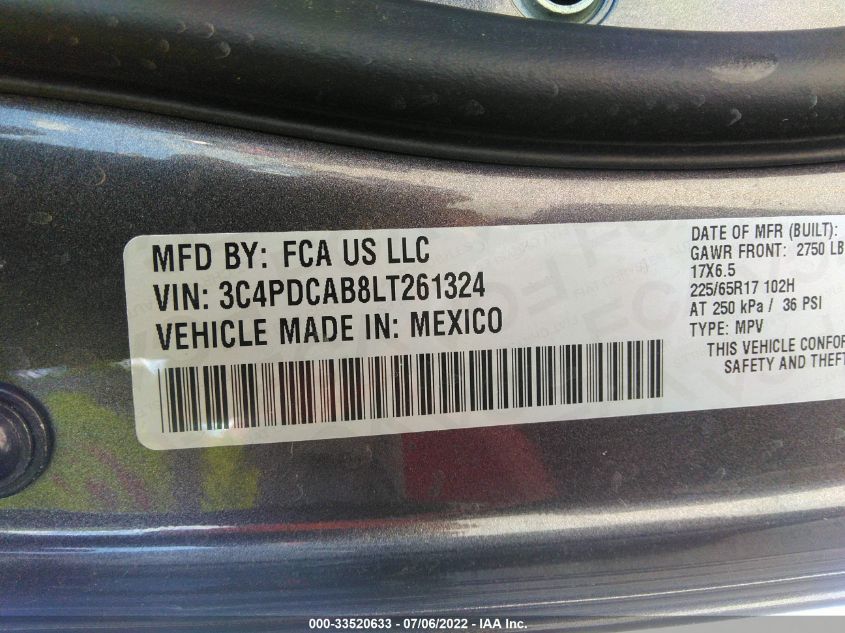 MFD BY: FCA US LLC
VIN: 3C4PDCAB8LT261324
VEHICLE MADE IN: MEXICO
DATE OF MFR (BUILT):
GAWR FRONT: 2750 LB
17X6.5
225/65R17 102H
AT 250 kPa / 36 PSI
TYPE: MPV
THIS VEHICLE CONFOR
SAFETY AND THEFT
000-33520633 - 07/06/2022 - IAA Inc.